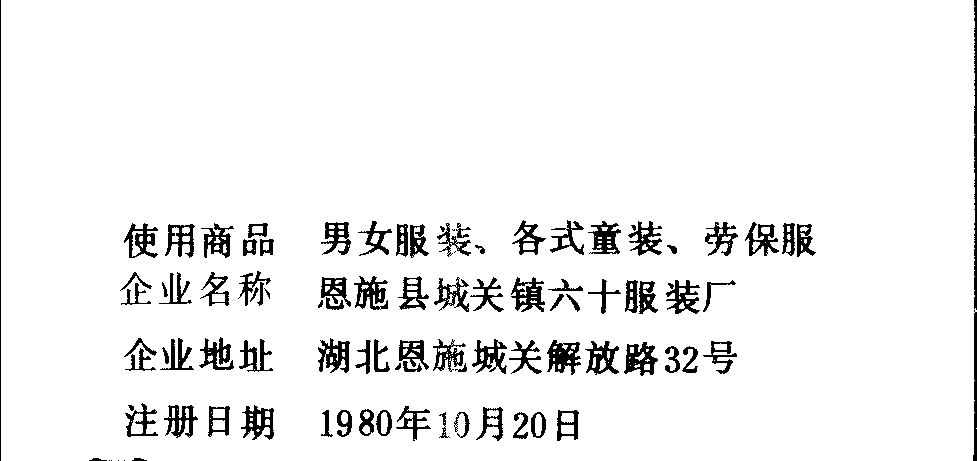 使用商品 男女服装、各式童装、劳保服
企业名称 恩施县城关镇六十服装厂
企业地址 湖北恩施城关解放路32号
注册日期 1980年10月20日